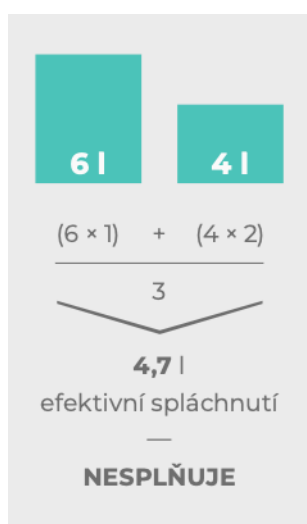 6 l 4 l
(6 × 1) + (4 × 2)
3
4,7 l
efektivní spláchnutí
—
NESPLŇUJE